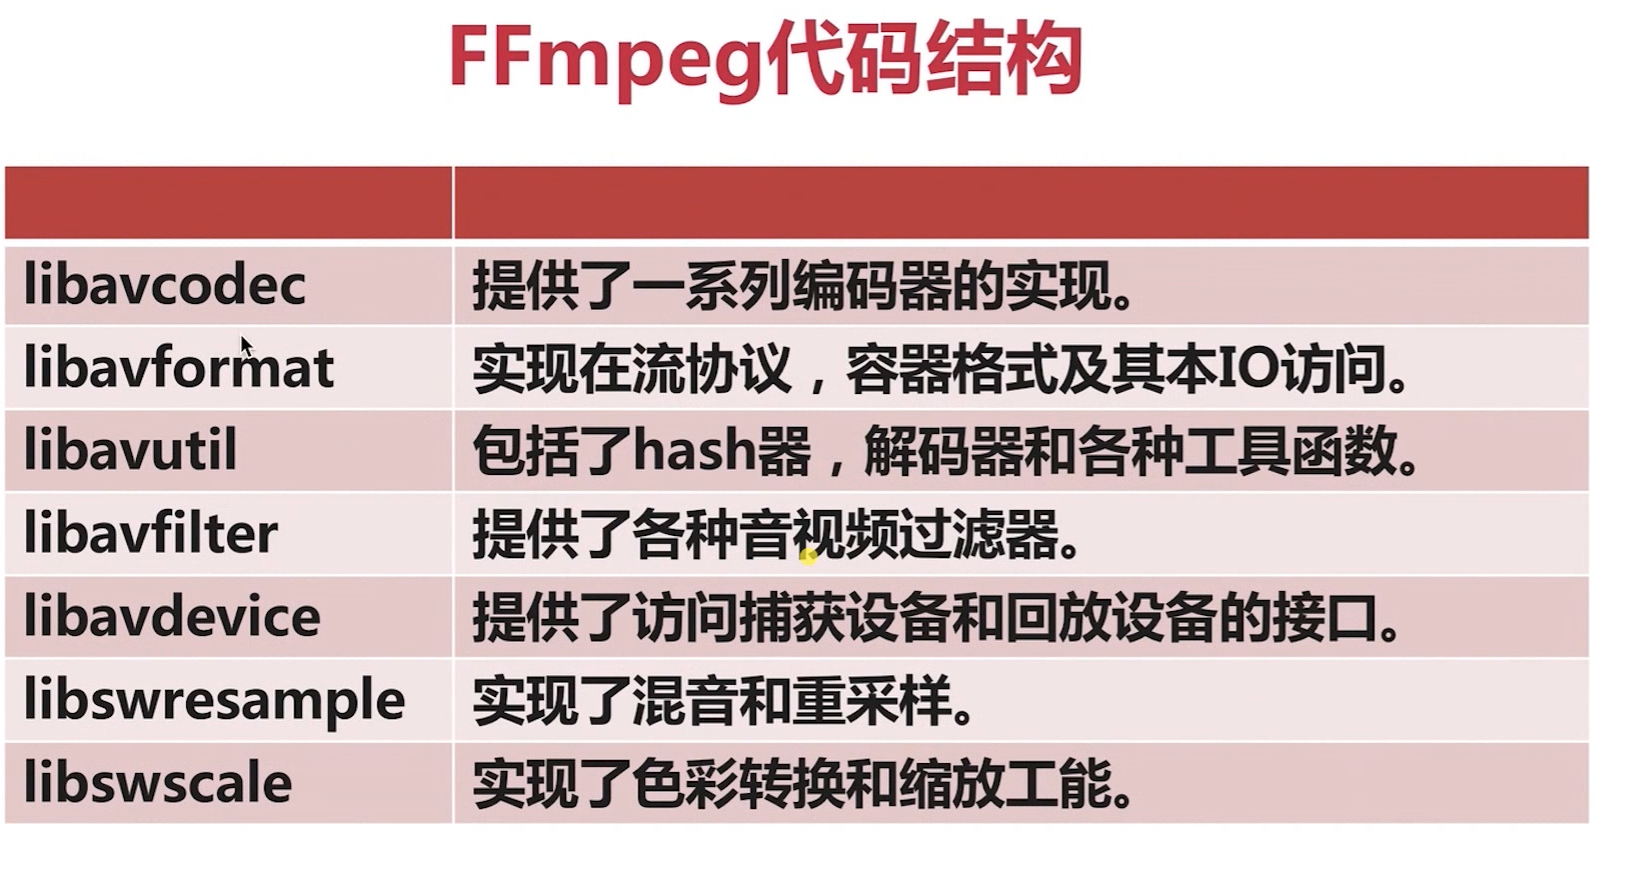 FFmpeg代码结构
libavcodec 提供了一系列编码器的实现。
libavformat 实现在流协议，容器格式及其本IO访问。
libavutil 包括了hash器，解码器和各种工具函数。
libavfilter 提供了各种音视频过滤器。
libavdevice 提供了访问捕获设备和回放设备的接口。
libswresample 实现了混音和重采样。
libswscale 实现了色彩转换和缩放工能。